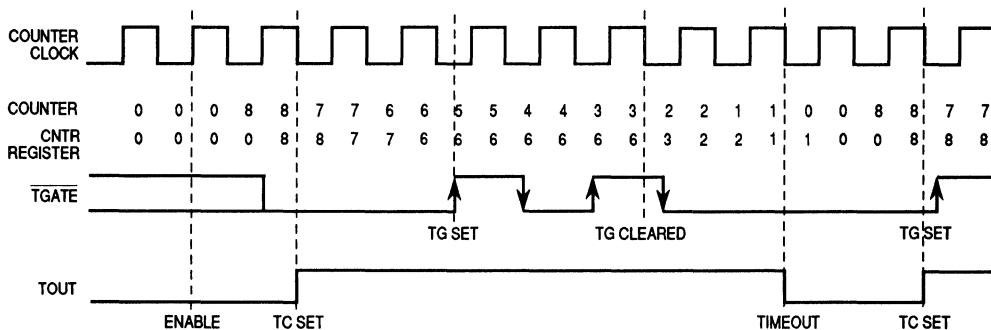 COUNTER
CLOCK
COUNTER 0 0 0 8 8 7 7 6 6 5 5 4 4 3 3 2 2 1 1 0 0 8 8 7 7
CNTR
REGISTER
0 0 0 0 8 8 7 7 6 6 6 6 6 6 6 3 2 2 1 1 0 0 8 8 8
TGATE
TG SET TG CLEARED TG SET
TOUT
ENABLE TC SET TIMEOUT TC SET